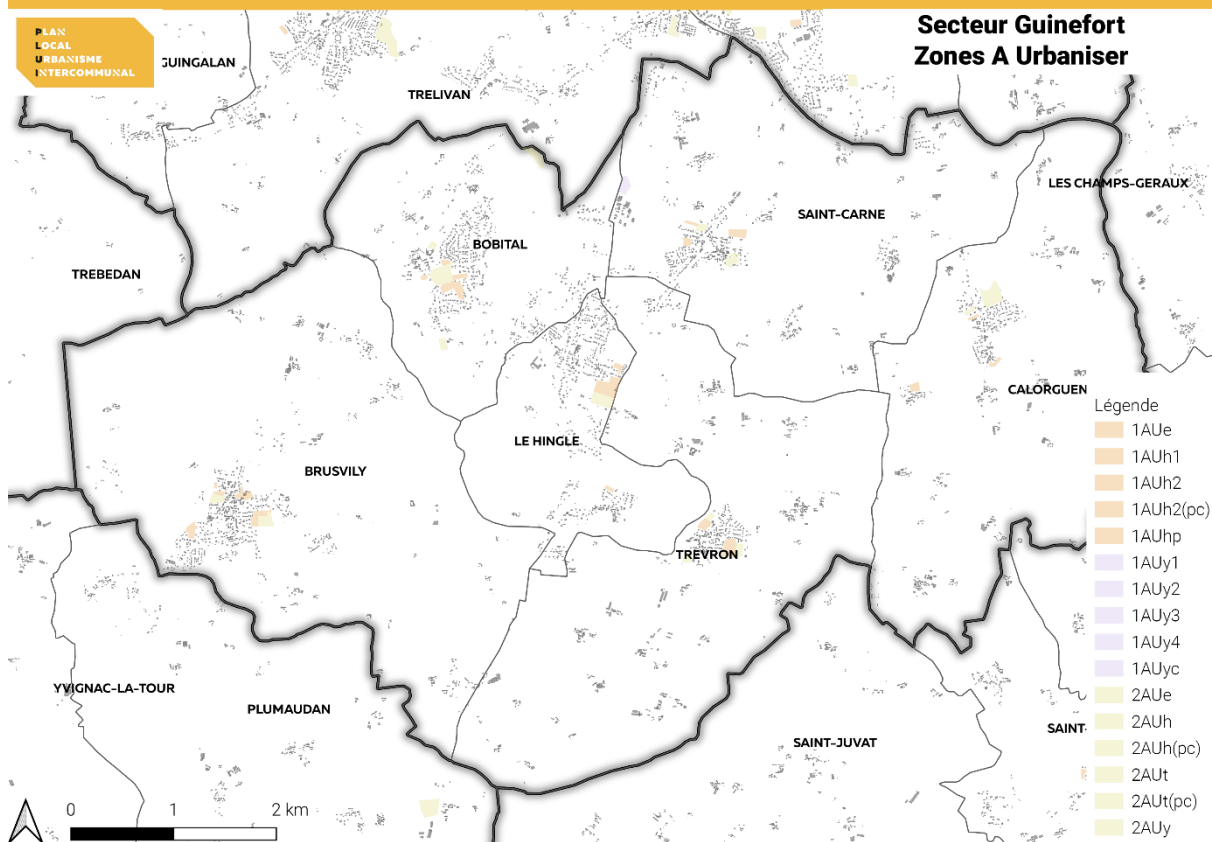 PLAN
LOCAL
URBANISME
INTERCOMMUNAL
Secteur Guinefort
Zones A Urbaniser
GUINGALAN
TRELIVAN
LES CHAMPS-GERAUX
SAINT-CARNE
BOBITAL
TREBEDAN
CALORGUEN
LE HINGLE
BRUSVILY
TREVRON
YVIGNAC-LA-TOUR
PLUMAUDAN
SAINT-JUVAT
SAINT-
Légende
1AUe
1AUh1
1AUh2
1AUh2(pc)
1AUhp
1AUy1
1AUy2
1AUy3
1AUy4
1AUyc
2AUe
2AUh
2AUh(pc)
2AUt
2AUt(pc)
2AUy
0 1 2 km